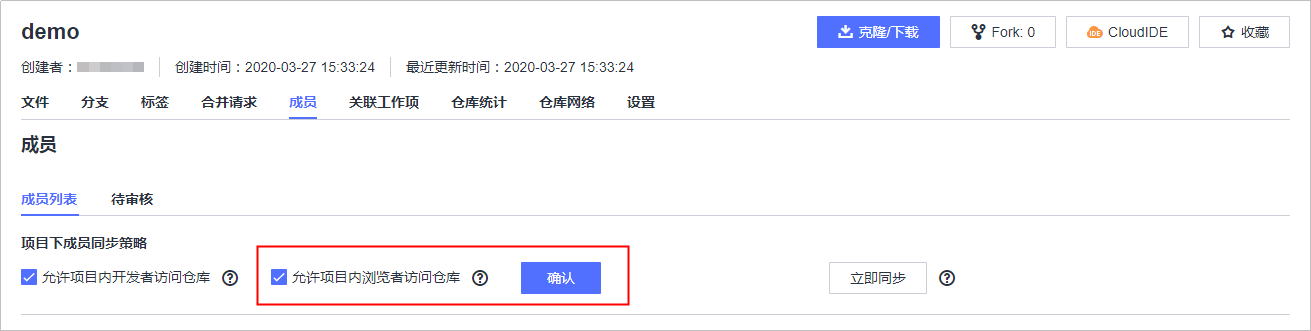 demo 克隆/下载 Fork: 0 CloudIDE 收藏
创建者： 创建时间：2020-03-27 15:33:24 最近更新时间：2020-03-27 15:33:24
文件 分支 标签 合并请求 成员 关联工作项 仓库统计 仓库网络 设置
成员
成员列表 待审核
项目下成员同步策略
允许项目内开发者访问仓库 ? 允许项目内浏览者访问仓库 ? 确认 立即同步 ?